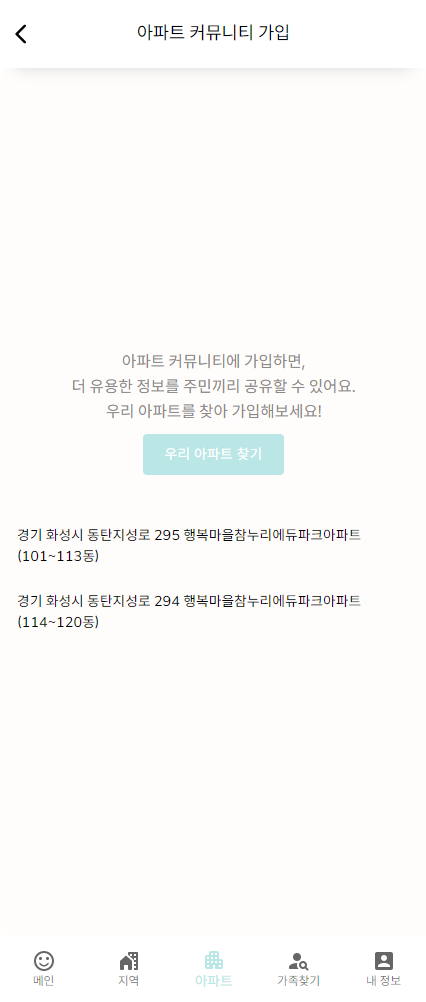 아파트 커뮤니티 가입
아파트 커뮤니티에 가입하면,
더 유용한 정보를 주민끼리 공유할 수 있어요.
우리 아파트를 찾아 가입해보세요!
우리 아파트 찾기
경기 화성시 동탄지성로 295 행복마을참누리에듀파크아파트
(101~113동)
경기 화성시 동탄지성로 294 행복마을참누리에듀파크아파트
(114~120동)
메인 지역 아파트 가족찾기 내 정보